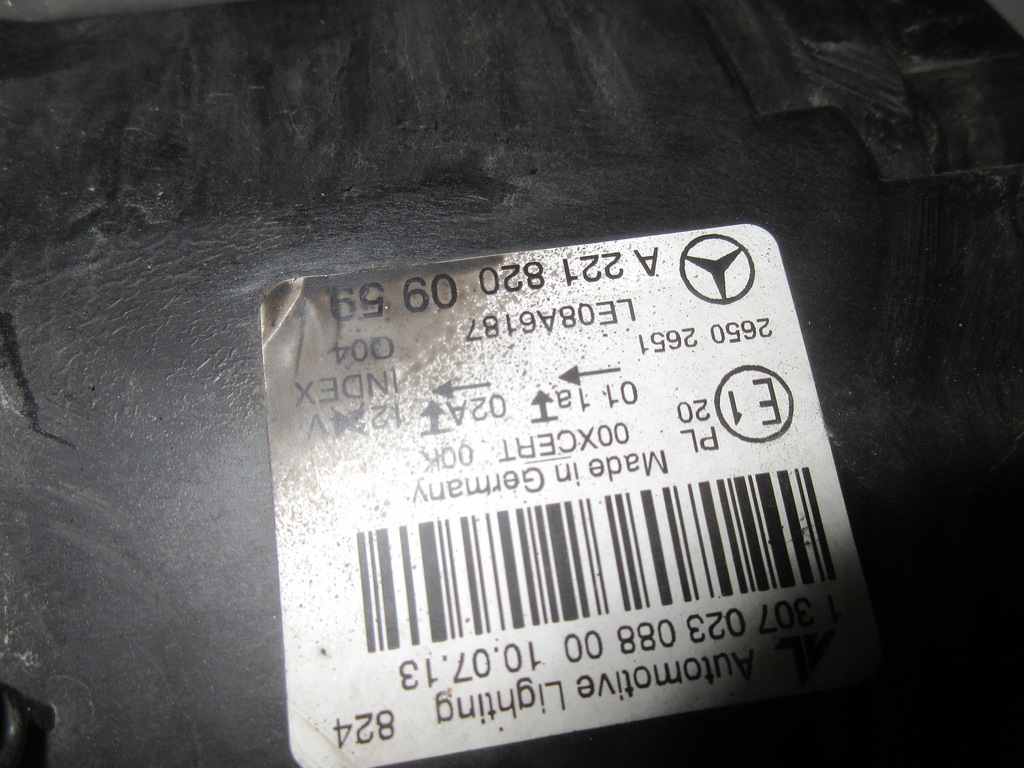 Automotive Lighting 824
1 307 023 088 00 10.07.13
Made in Germany
PL 00XCERT 00K
E1 20 01 1a 02A 12
INDEX
2650 2651 LE08A6187 Q04
A 221 820 09 59